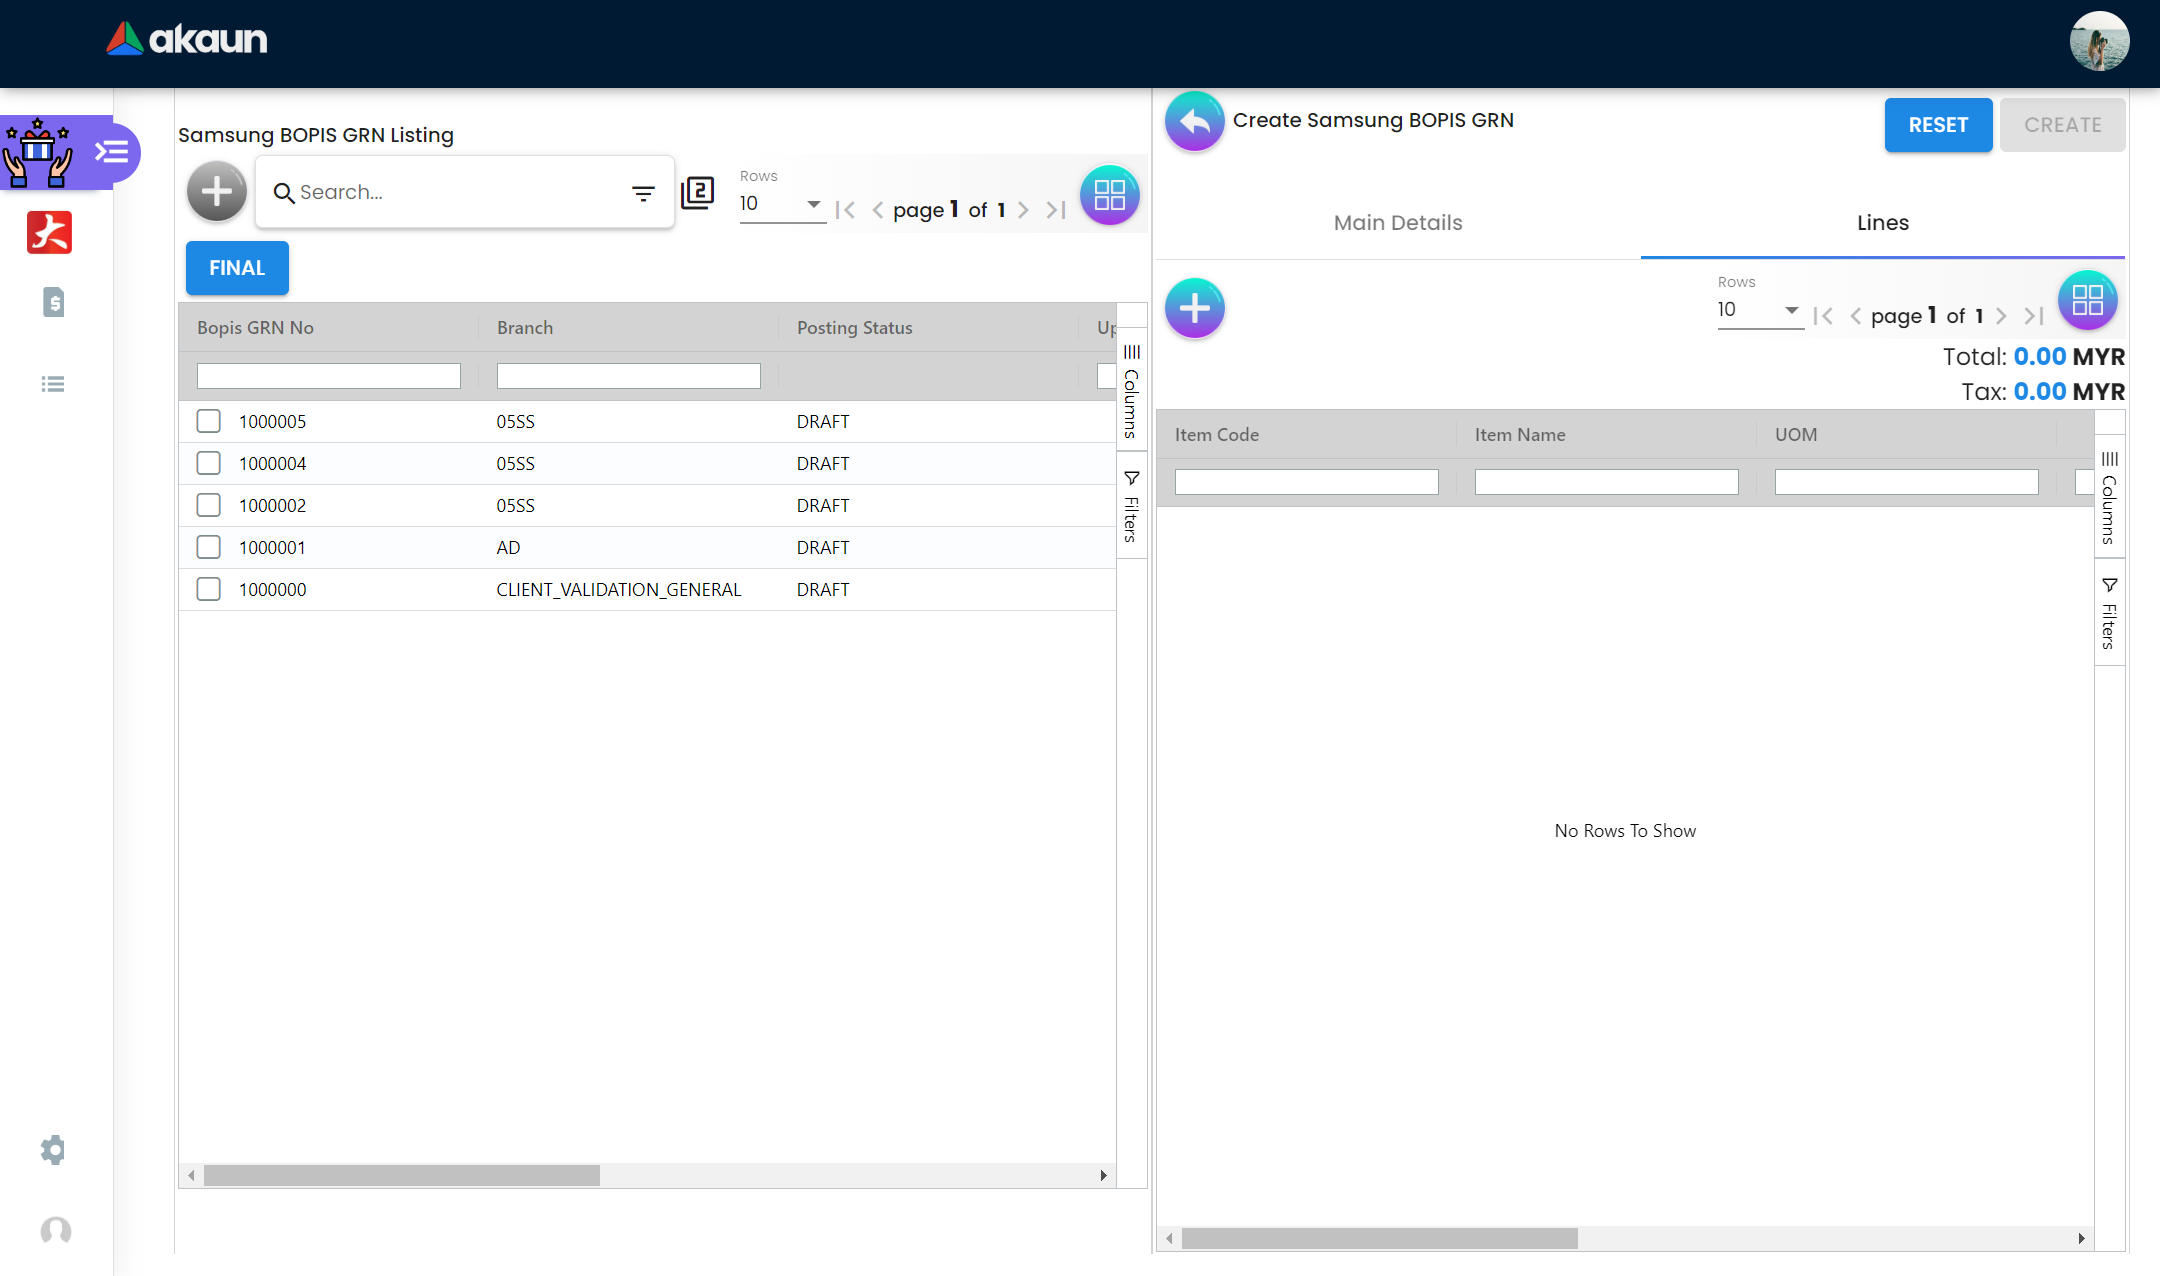 akaun
Samsung BOPIS GRN Listing
Search...
2
Rows
10
page 1 of 1
FINAL
Bopis GRN No
Branch
Posting Status
Up
1000005
05SS
DRAFT
1000004
05SS
DRAFT
1000002
05SS
DRAFT
1000001
AD
DRAFT
1000000
CLIENT_VALIDATION_GENERAL
DRAFT
Columns
Filters
Create Samsung BOPIS GRN
RESET
CREATE
Main Details
Lines
Rows
10
page 1 of 1
Total: 0.00 MYR
Tax: 0.00 MYR
Item Code
Item Name
UOM
No Rows To Show
Columns
Filters